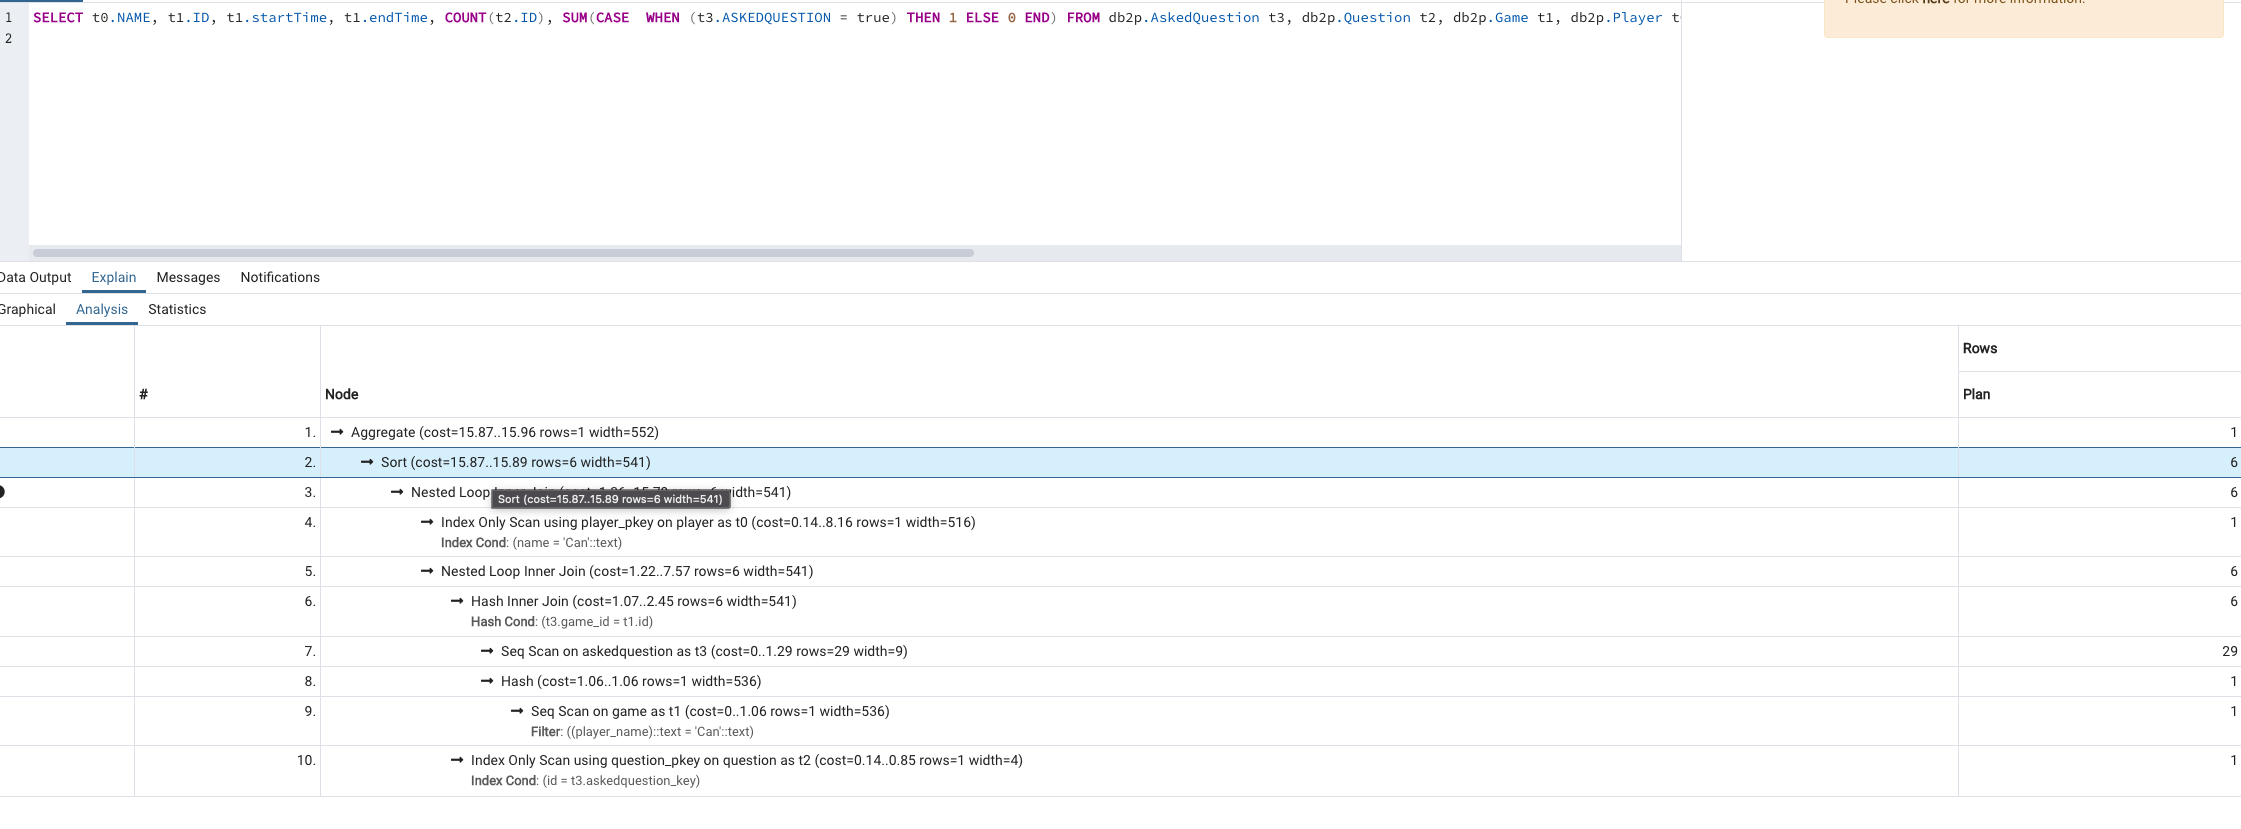 Please click here for more information.
1 SELECT t0.NAME, t1.ID, t1.startTime, t1.endTime, COUNT(t2.ID), SUM(CASE  WHEN (t3.ASKEDQUESTION = true) THEN 1 ELSE 0 END) FROM db2p.AskedQuestion t3, db2p.Question t2, db2p.Game t1, db2p.Player t
2
Data Output Explain Messages Notifications
Graphical Analysis Statistics
Rows
# Node Plan
1. → Aggregate (cost=15.87..15.96 rows=1 width=552) 1
2. → Sort (cost=15.87..15.89 rows=6 width=541) 6
3. → Nested Loop width=541) 6
Sort (cost=15.87..15.89 rows=6 width=541)
4. → Index Only Scan using player_pkey on player as t0 (cost=0.14..8.16 rows=1 width=516) 1
Index Cond: (name = 'Can'::text)
5. → Nested Loop Inner Join (cost=1.22..7.57 rows=6 width=541) 6
6. → Hash Inner Join (cost=1.07..2.45 rows=6 width=541) 6
Hash Cond: (t3.game_id = t1.id)
7. → Seq Scan on askedquestion as t3 (cost=0..1.29 rows=29 width=9) 29
8. → Hash (cost=1.06..1.06 rows=1 width=536) 1
9. → Seq Scan on game as t1 (cost=0..1.06 rows=1 width=536) 1
Filter: ((player_name)::text = 'Can'::text)
10. → Index Only Scan using question_pkey on question as t2 (cost=0.14..0.85 rows=1 width=4) 1
Index Cond: (id = t3.askedquestion_key)